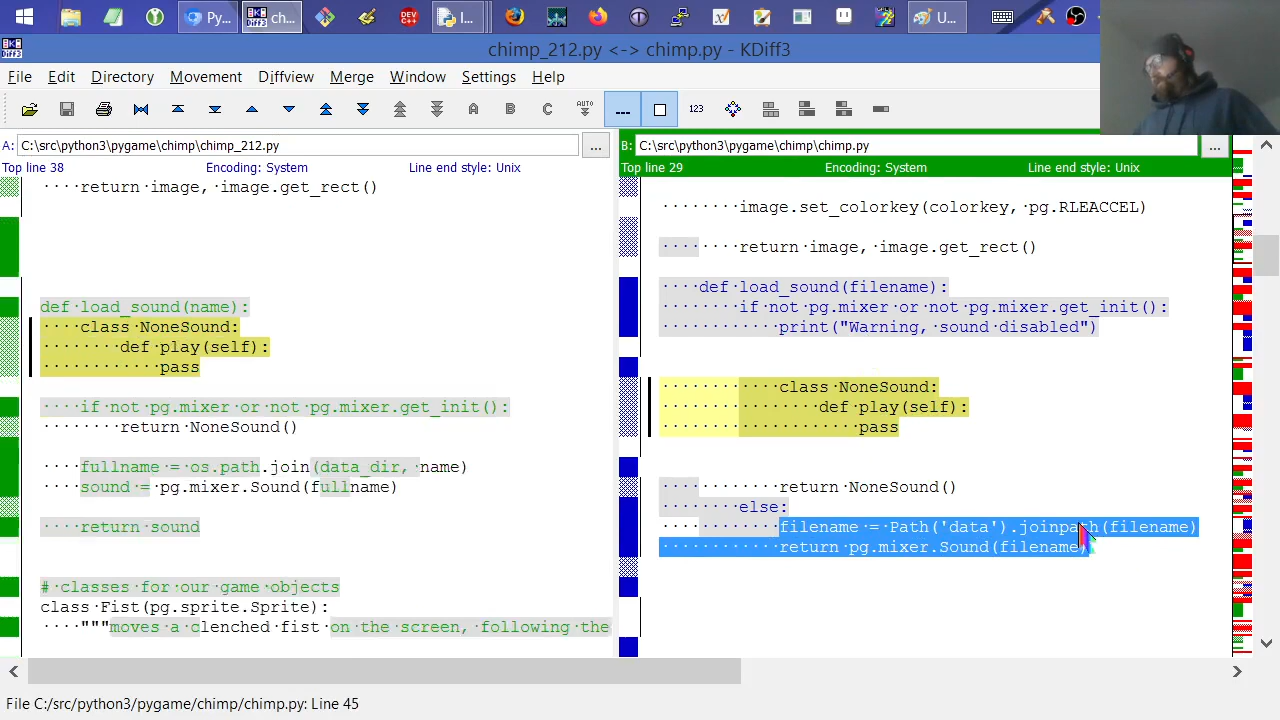 Py...
ch...
DEV C++
I...
U...
KDiff3
chimp_212.py <-> chimp.py - KDiff3
File Edit Directory Movement Diffview Merge Window Settings Help
A B C AUTO 123
A: C:\src\python3\pygame\chimp\chimp_212.py ...
Top line 38 Encoding: System Line end style: Unix
····return·image,·image.get_rect()
def·load_sound(name):
····class·NoneSound:
········def·play(self):
············pass
····if·not·pg.mixer·or·not·pg.mixer.get_init():
········return·NoneSound()
····fullname·=·os.path.join(data_dir,·name)
····sound·=·pg.mixer.Sound(fullname)
····return·sound
#·classes·for·our·game·objects
class·Fist(pg.sprite.Sprite):
····"""moves·a·clenched·fist·on·the·screen,·following·the
B: C:\src\python3\pygame\chimp\chimp.py ...
Top line 29 Encoding: System Line end style: Unix
········image.set_colorkey(colorkey,·pg.RLEACCEL)
········return·image,·image.get_rect()
····def·load_sound(filename):
········if·not·pg.mixer·or·not·pg.mixer.get_init():
············print("Warning,·sound·disabled")
············class·NoneSound:
················def·play(self):
····················pass
············return·NoneSound()
········else:
············filename·=·Path('data').joinpath(filename)
············return·pg.mixer.Sound(filename)
File C:/src/python3/pygame/chimp/chimp.py: Line 45